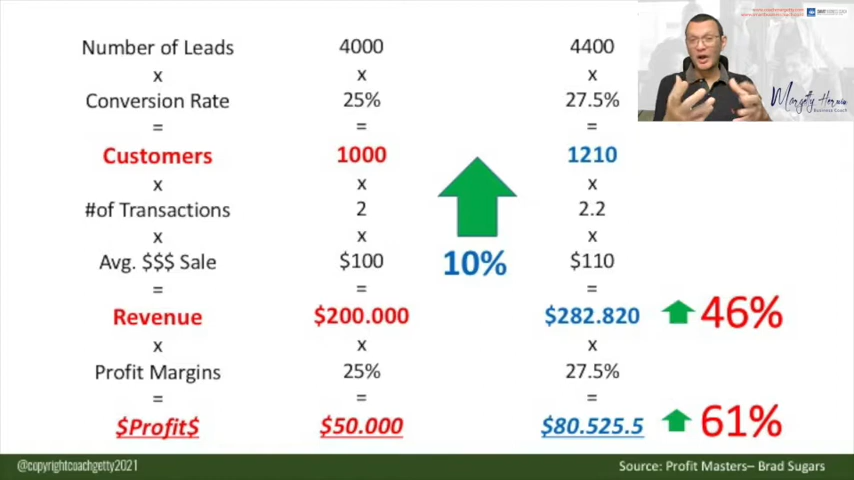 Number of Leads 4000 4400
x x x
Conversion Rate 25% 27.5%
= = =
Customers 1000 1210
x x x
#of Transactions 2 2.2
x x x
Avg. $$$ Sale $100 10% $110
= = =
Revenue $200.000 $282.820 46%
x x x
Profit Margins 25% 27.5%
= = =
$Profit$ $50.000 $80.525.5 61%
Business Coach
@copyrightcoachgetty2021
Source: Profit Masters– Brad Sugars